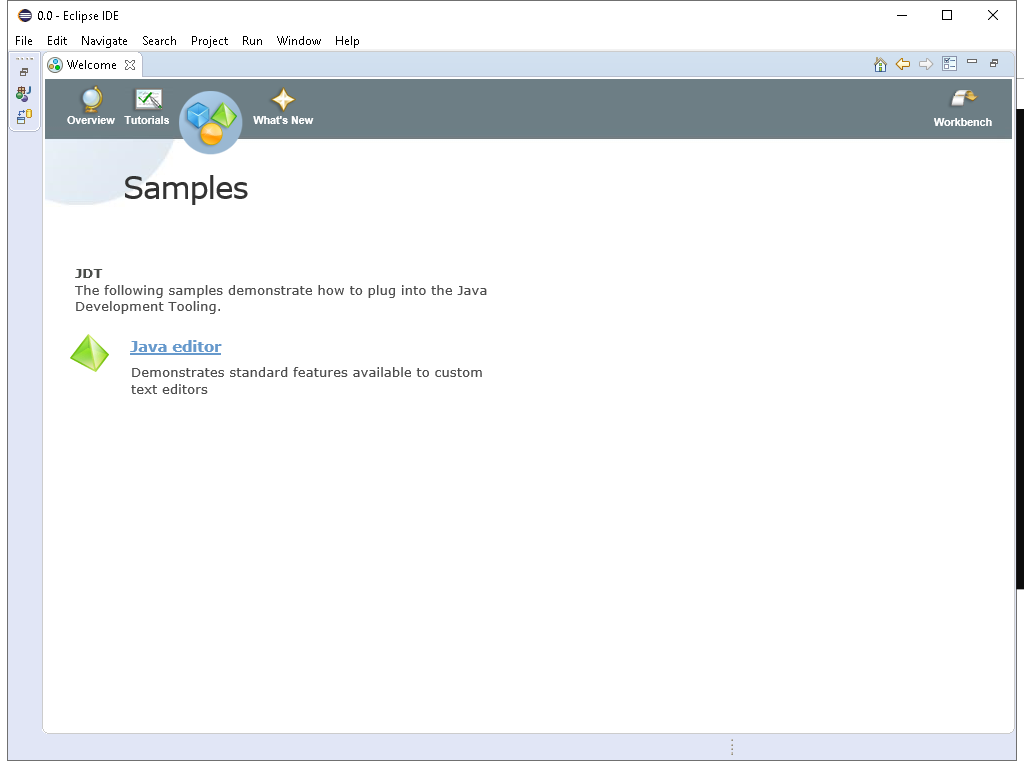 0.0 - Eclipse IDE
File Edit Navigate Search Project Run Window Help
Welcome
Overview Tutorials What's New Workbench
Samples
JDT
The following samples demonstrate how to plug into the Java
Development Tooling.
Java editor
Demonstrates standard features available to custom
text editors